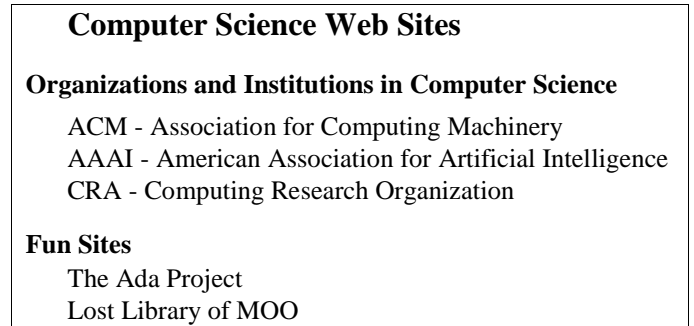 Computer Science Web Sites
Organizations and Institutions in Computer Science
ACM - Association for Computing Machinery
AAAI - American Association for Artificial Intelligence
CRA - Computing Research Organization
Fun Sites
The Ada Project
Lost Library of MOO